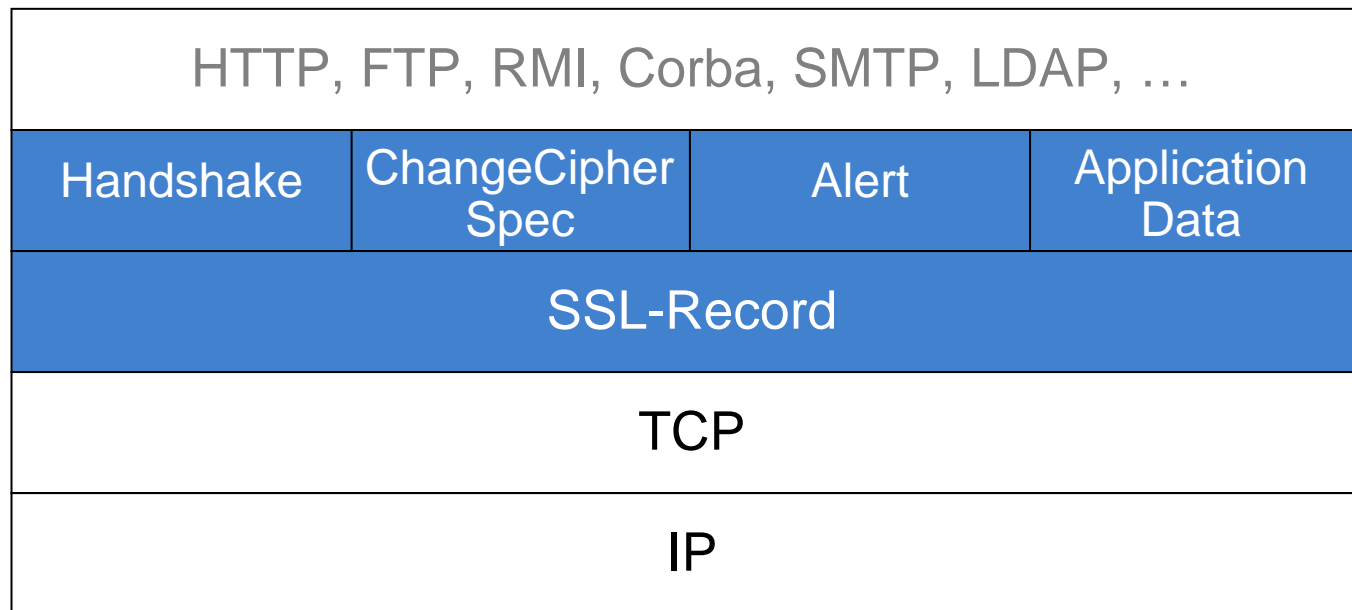 HTTP, FTP, RMI, Corba, SMTP, LDAP, …
Handshake
ChangeCipher
Spec
Alert
Application
Data
SSL-Record
TCP
IP